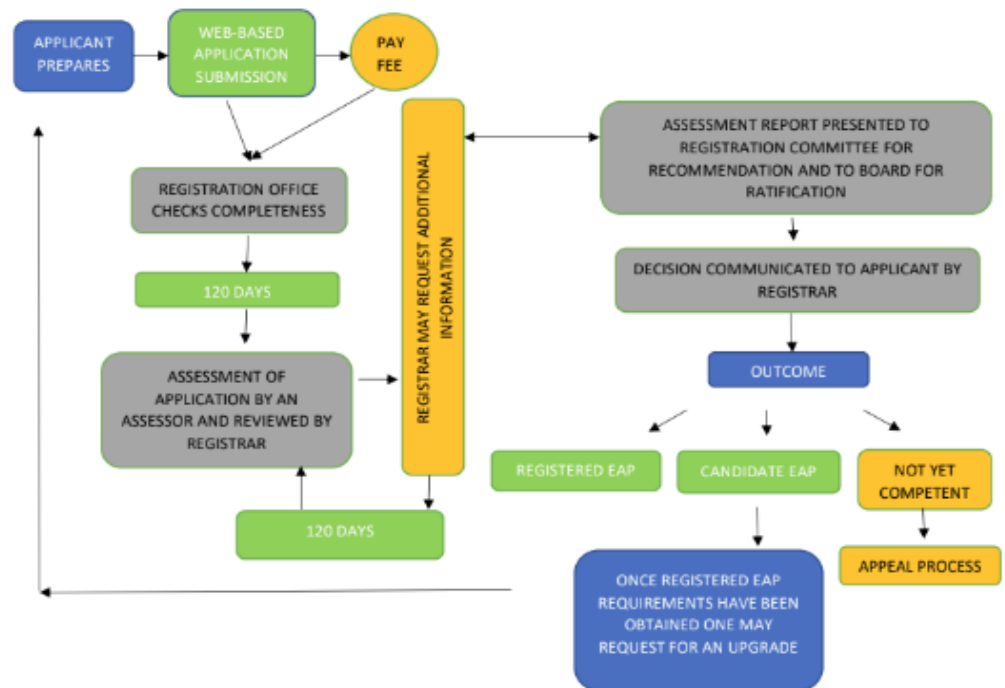 APPLICANT
PREPARES
WEB-BASED
APPLICATION
SUBMISSION
PAY
FEE
REGISTRATION OFFICE
CHECKS COMPLETENESS
120 DAYS
ASSESSMENT OF
APPLICATION BY AN
ASSESSOR AND REVIEWED BY
REGISTRAR
120 DAYS
REGISTRAR MAY REQUEST ADDITIONAL
INFORMATION
ASSESSMENT REPORT PRESENTED TO
REGISTRATION COMMITTEE FOR
RECOMMENDATION AND TO BOARD FOR
RATIFICATION
DECISION COMMUNICATED TO APPLICANT BY
REGISTRAR
OUTCOME
REGISTERED EAP
CANDIDATE EAP
NOT YET
COMPETENT
APPEAL PROCESS
ONCE REGISTERED EAP
REQUIREMENTS HAVE BEEN
OBTAINED ONE MAY
REQUEST FOR AN UPGRADE